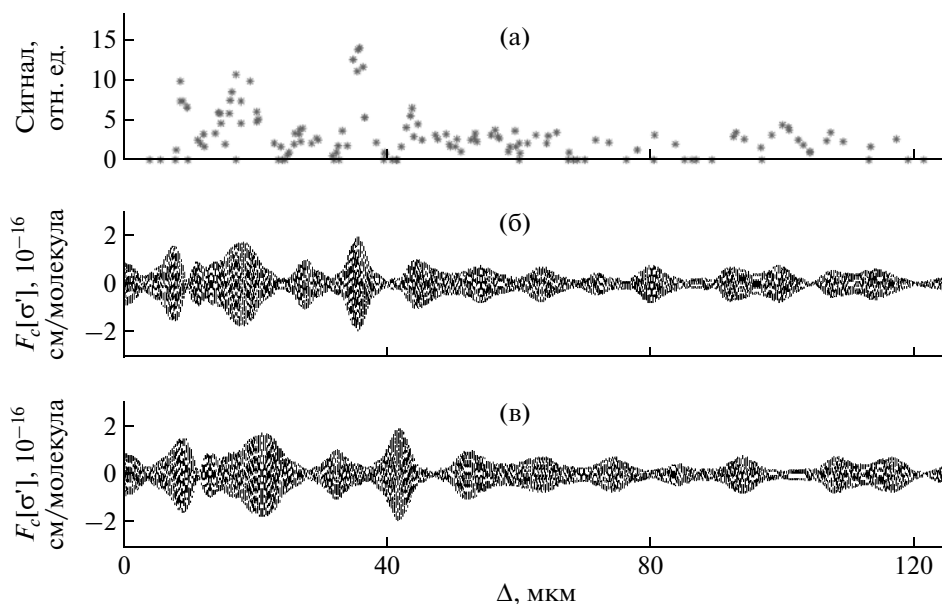 (а)
Сигнал,
отн. ед.
15
10
5
0
(б)
F_c[σ'], 10^−16
см/молекула
2
0
−2
(в)
F_c[σ'], 10^−16
см/молекула
2
0
−2
0 40 80 120
Δ, мкм